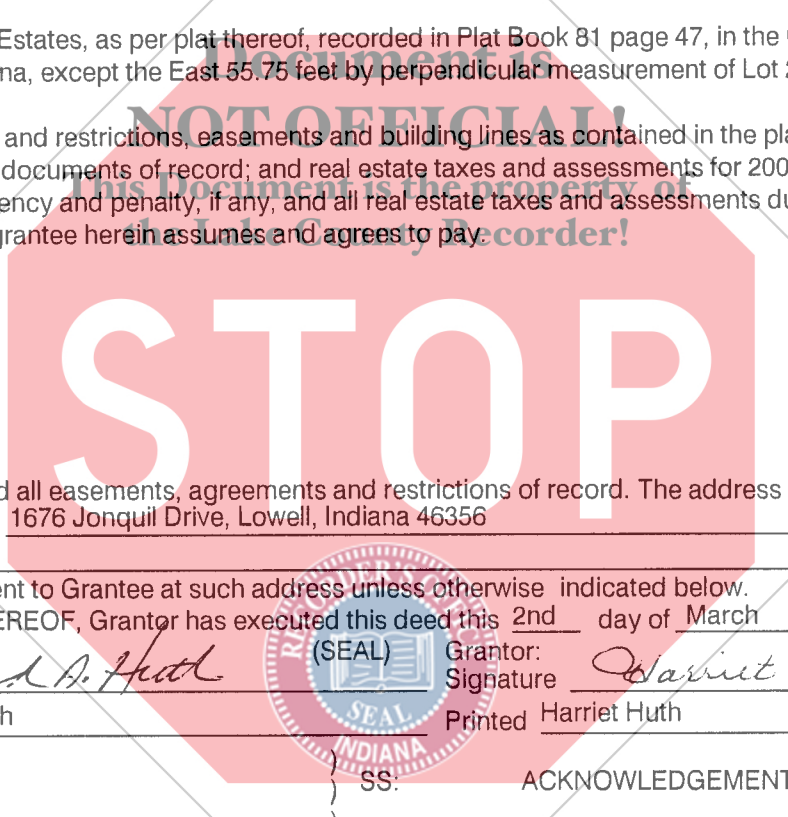 Estates, as per plat thereof, recorded in Plat Book 81 page 47, in the
Document is
na, except the East 55.75 feet by perpendicular measurement of Lot 2
NOT OFFICIAL!
and restrictions, easements and building lines as contained in the pla
documents of record; and real estate taxes and assessments for 200
This Document is the property of
ency and penalty, if any, and all real estate taxes and assessments du
the Lake County Recorder!
grantee herein assumes and agrees to pay.
STOP
d all easements, agreements and restrictions of record. The address
1676 Jonquil Drive, Lowell, Indiana 46356
ent to Grantee at such address unless otherwise indicated below.
EREOF, Grantor has executed this deed this 2nd day of March
(SEAL) Grantor:
d A. Huth Signature Harriet
h Printed Harriet Huth
RECORDER'S
SEAL
INDIANA
) SS: ACKNOWLEDGEMENT
)